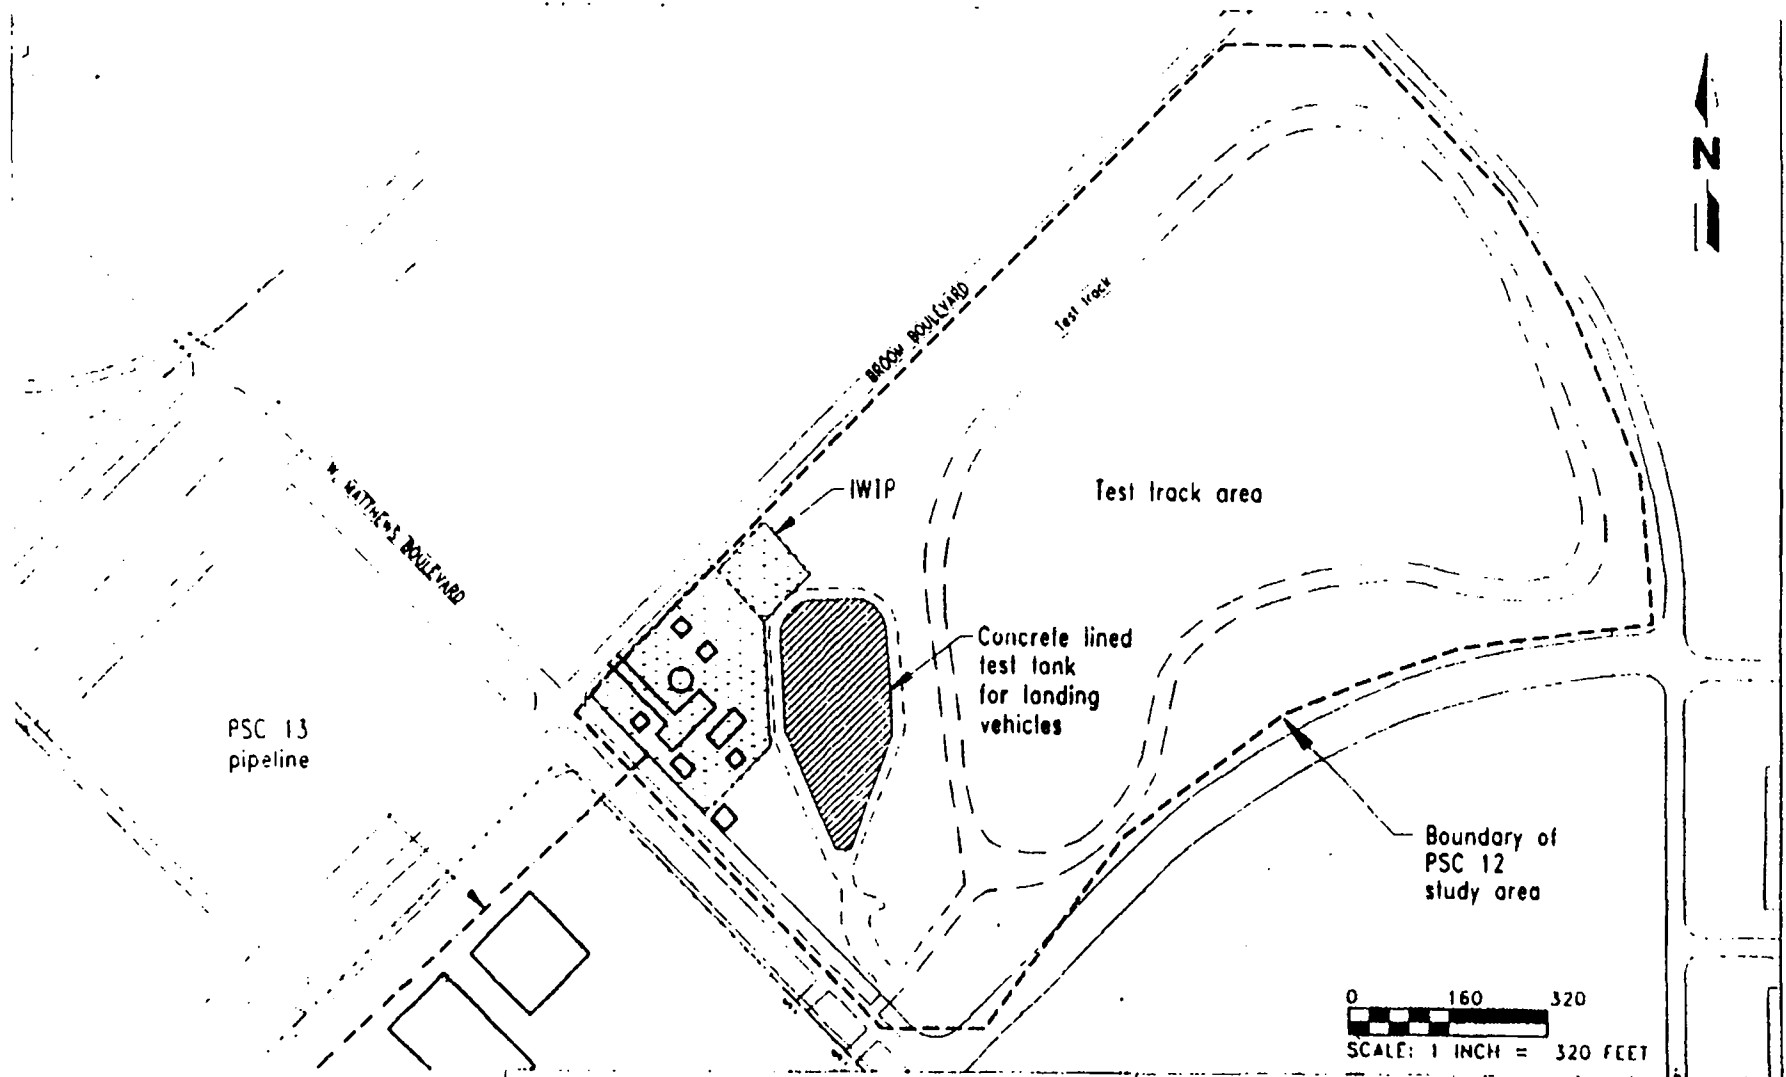 N
BROOM BOULEVARD
Test track
IWTP
Test track area
W. MATTHEWS BOULEVARD
Concrete lined
test tank
for landing
vehicles
PSC 13
pipeline
Boundary of
PSC 12
study area
0 160 320
SCALE: 1 INCH = 320 FEET